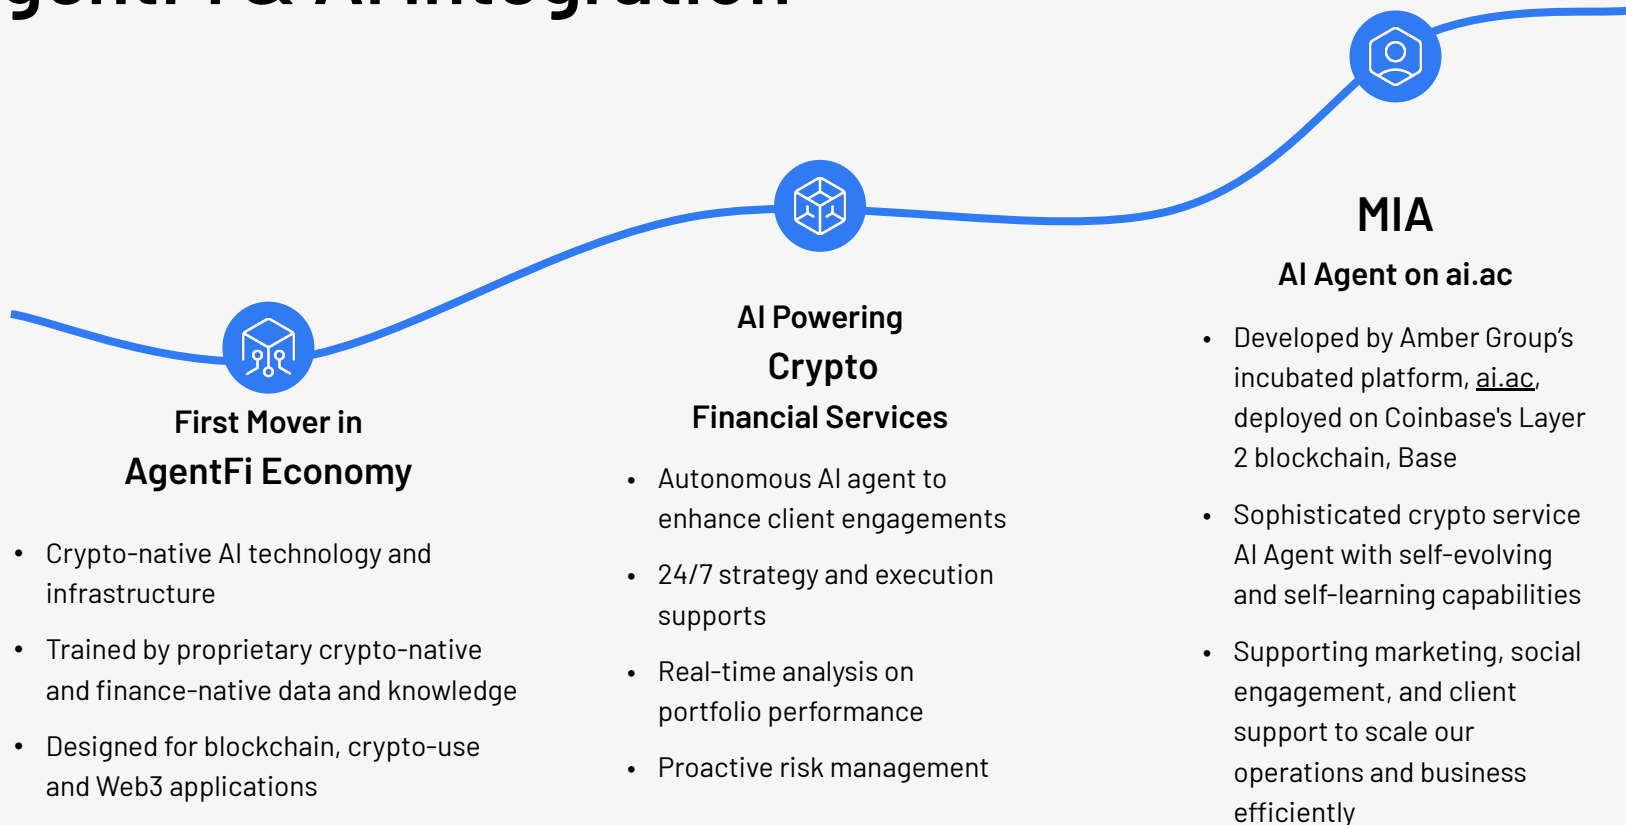 & AI Integration
First Mover in
AgentFi Economy
• Crypto-native AI technology and
infrastructure
• Trained by proprietary crypto-native
and finance-native data and knowledge
• Designed for blockchain, crypto-use
and Web3 applications
AI Powering
Crypto
Financial Services
• Autonomous AI agent to
enhance client engagements
• 24/7 strategy and execution
supports
• Real-time analysis on
portfolio performance
• Proactive risk management
MIA
AI Agent on ai.ac
• Developed by Amber Group’s
incubated platform, ai.ac,
deployed on Coinbase's Layer
2 blockchain, Base
• Sophisticated crypto service
AI Agent with self-evolving
and self-learning capabilities
• Supporting marketing, social
engagement, and client
support to scale our
operations and business
efficiently